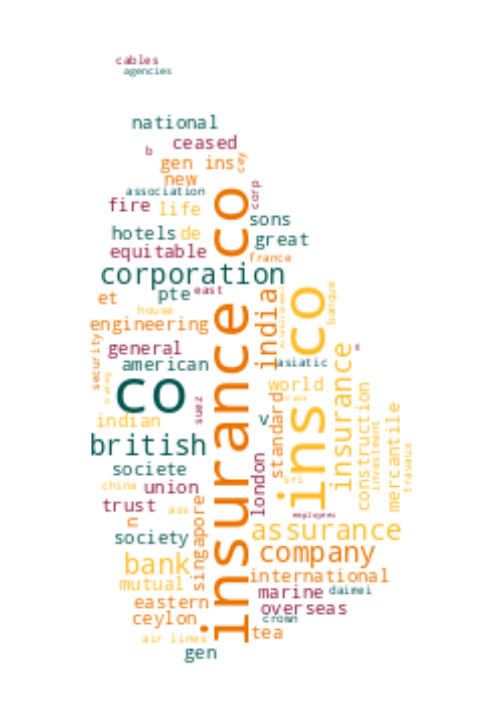 cables
agencies
national
b
ceased
gen ins
cey
new
association
corp
fire
life
insurance co
sons
hotels
de
great
equitable
france
corporation
pte
east
et
india
ins co
banque
house
engineering
general
security
american
asiatic
insurance
co
world
suez
standard
construction
investment
mercantile
travaux
indian
v
british
societe
london
sri
china
union
trust
ass
singapore
n
employees
society
assurance
bank
company
mutual
international
marine
daimei
eastern
overseas
ceylon
crown
tea
air lines
gen